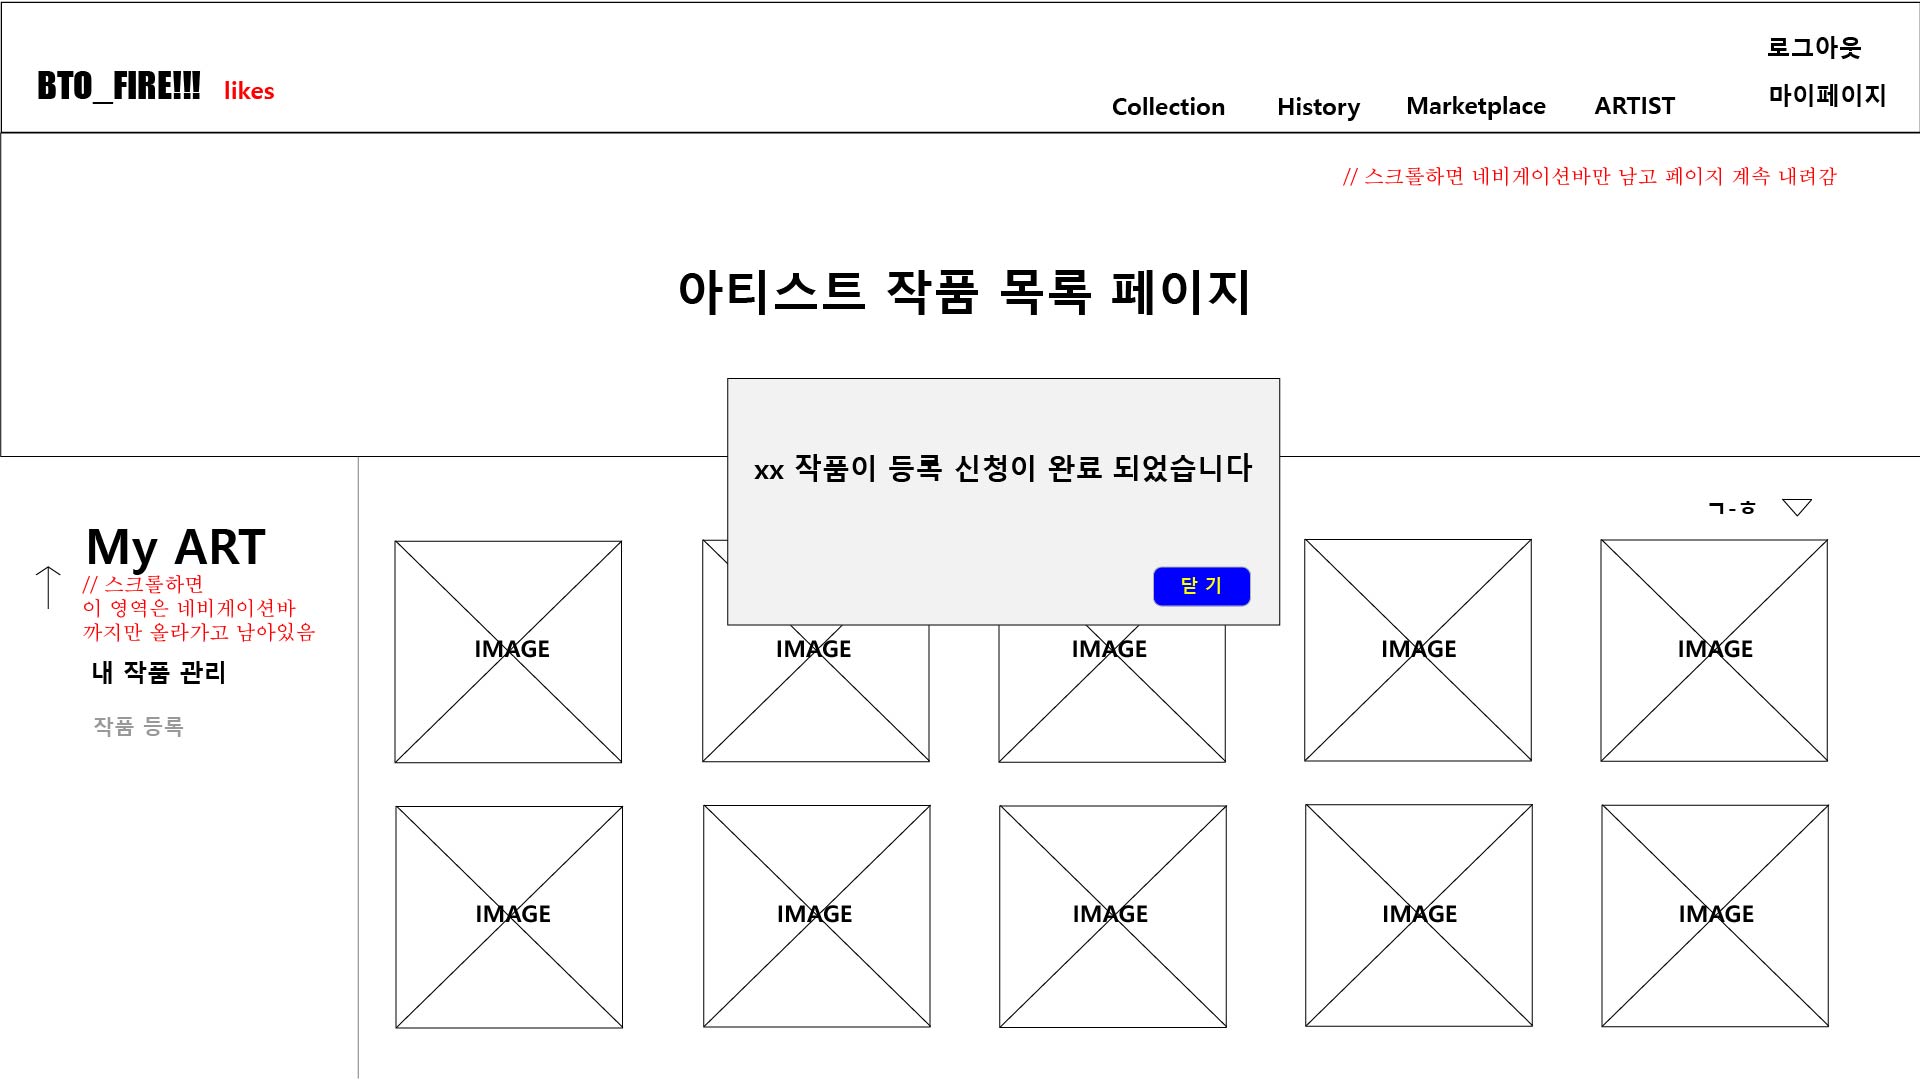 로그아웃
BTO_FIRE!!! likes
마이페이지
Collection History Marketplace ARTIST
// 스크롤하면 네비게이션바만 남고 페이지 계속 내려감
아티스트 작품 목록 페이지
xx 작품이 등록 신청이 완료 되었습니다
닫 기
ㄱ-ㅎ
My ART
// 스크롤하면
이 영역은 네비게이션바
까지만 올라가고 남아있음
내 작품 관리
작품 등록
IMAGE IMAGE IMAGE IMAGE IMAGE
IMAGE IMAGE IMAGE IMAGE IMAGE